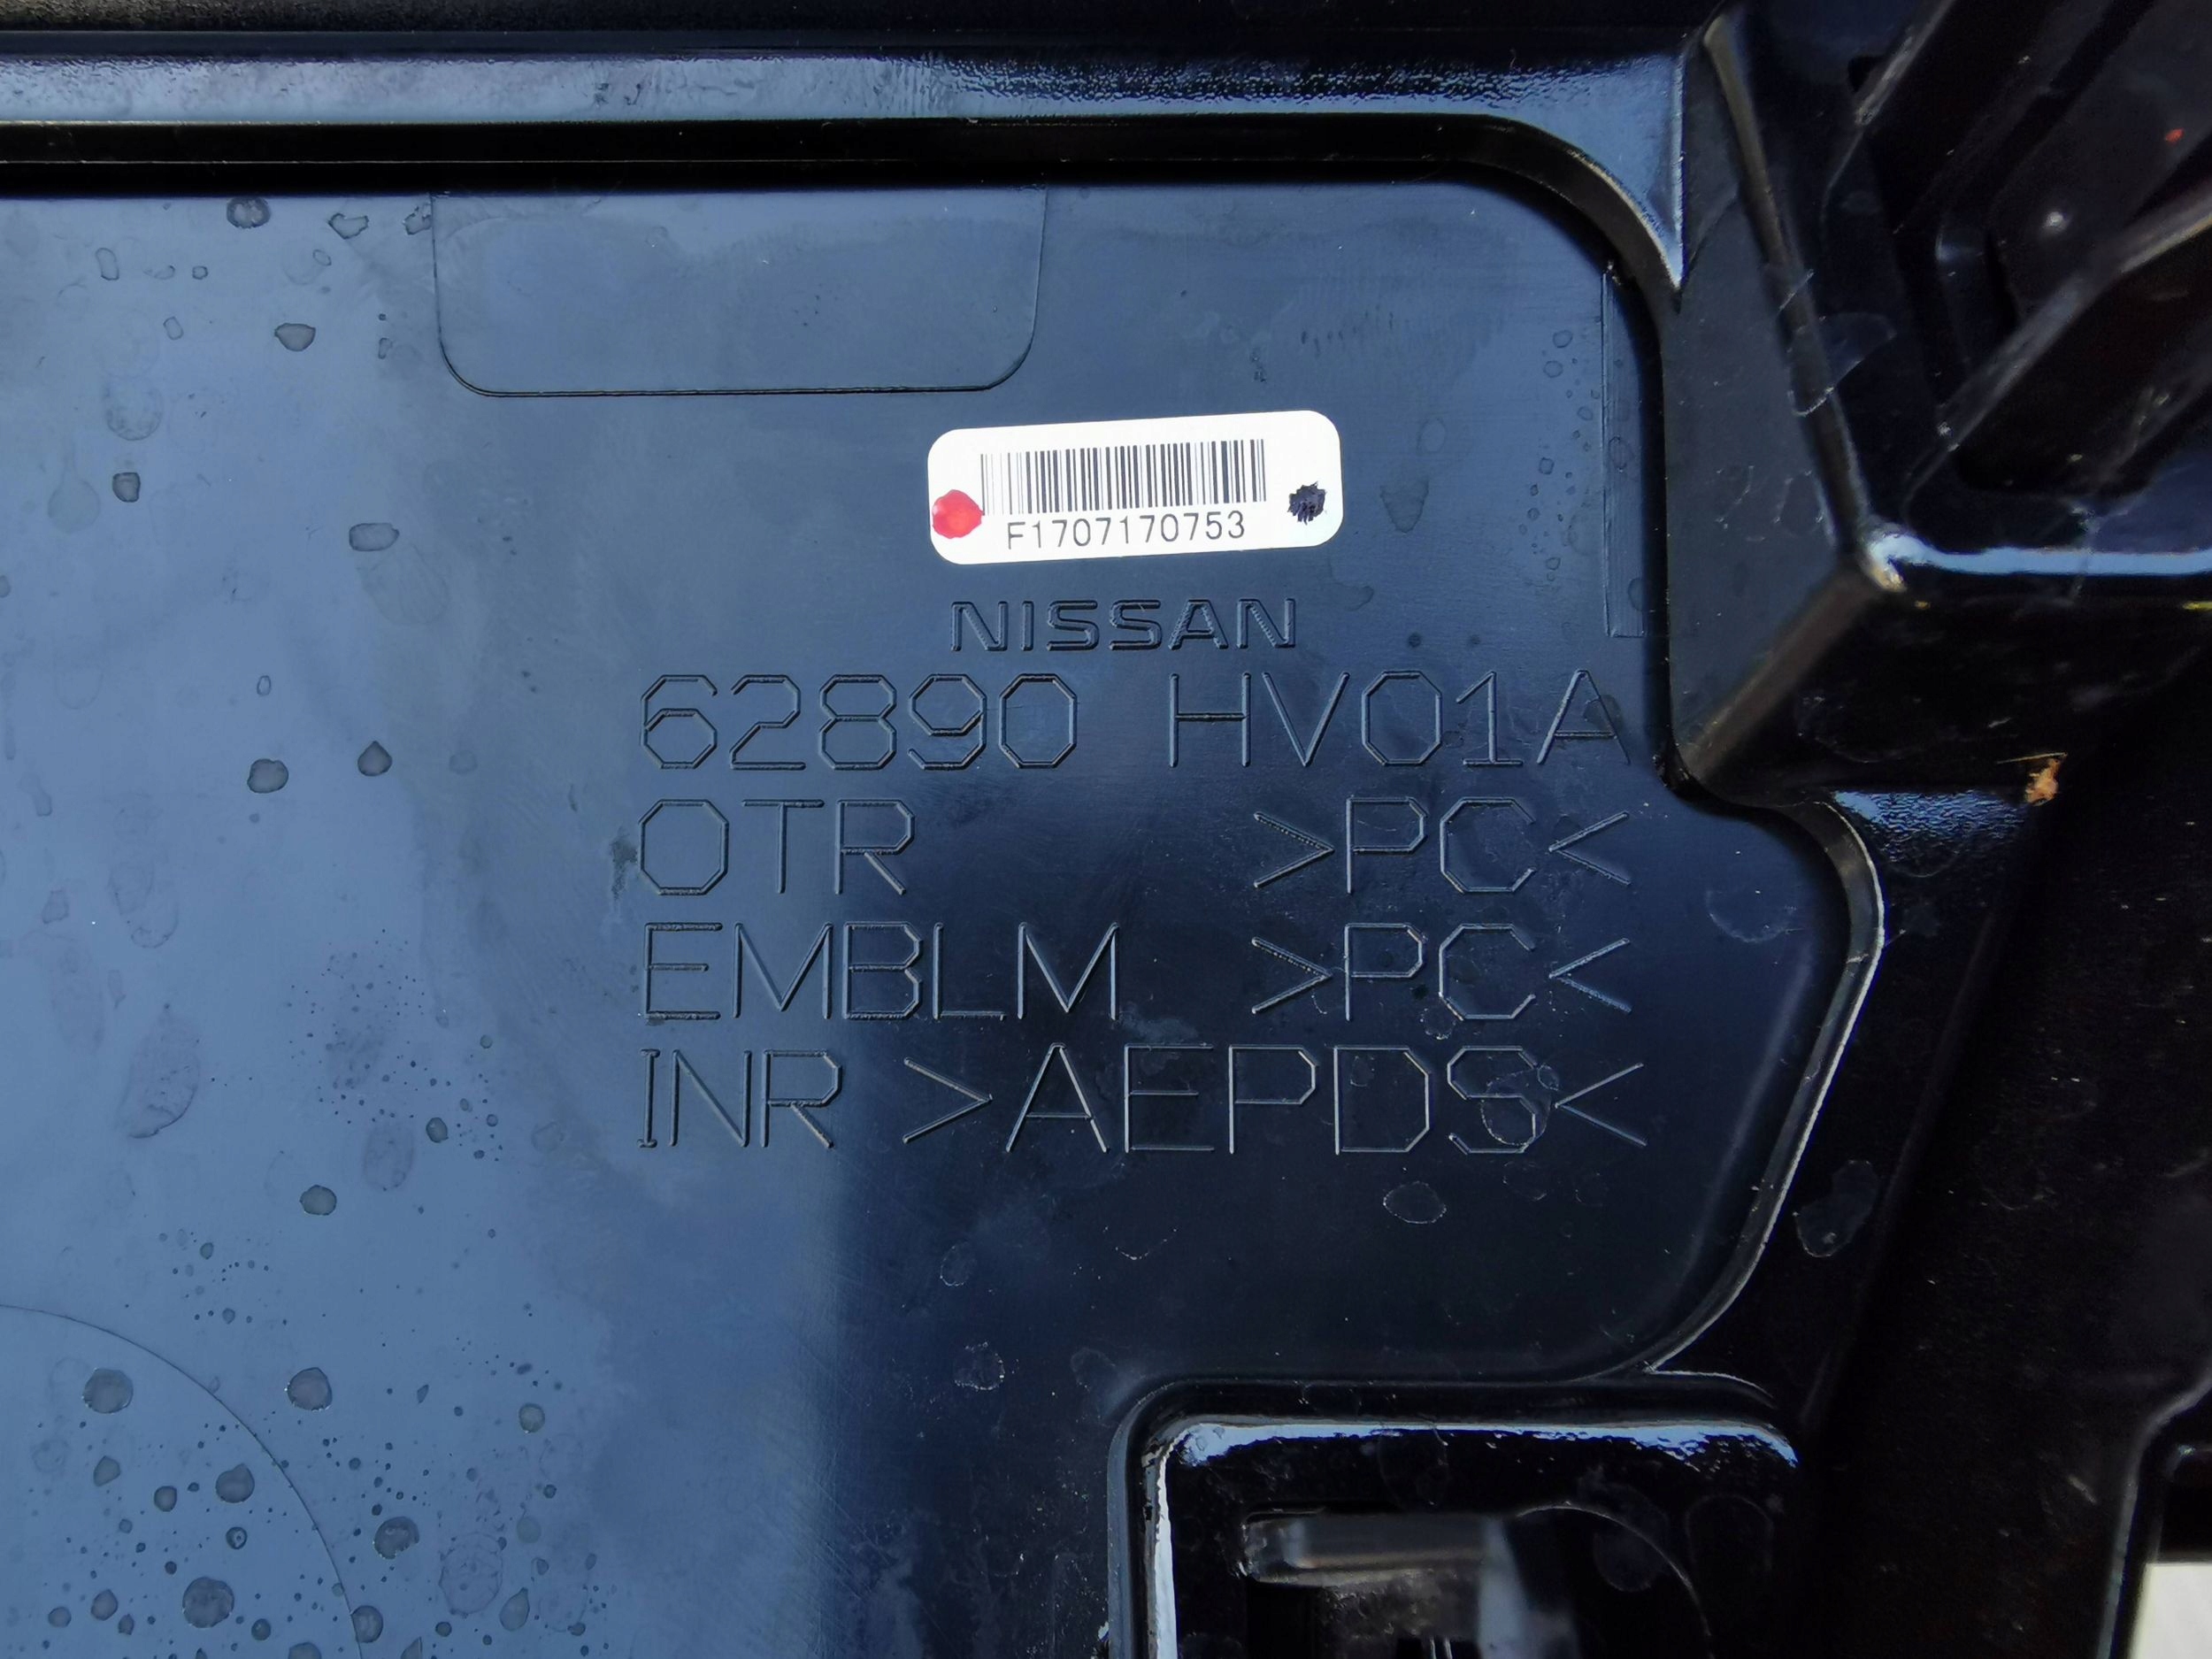 F1707170753
NISSAN
62890 HV01A
OTR >PC<
EMBLM >PC<
INR >AEPDS<